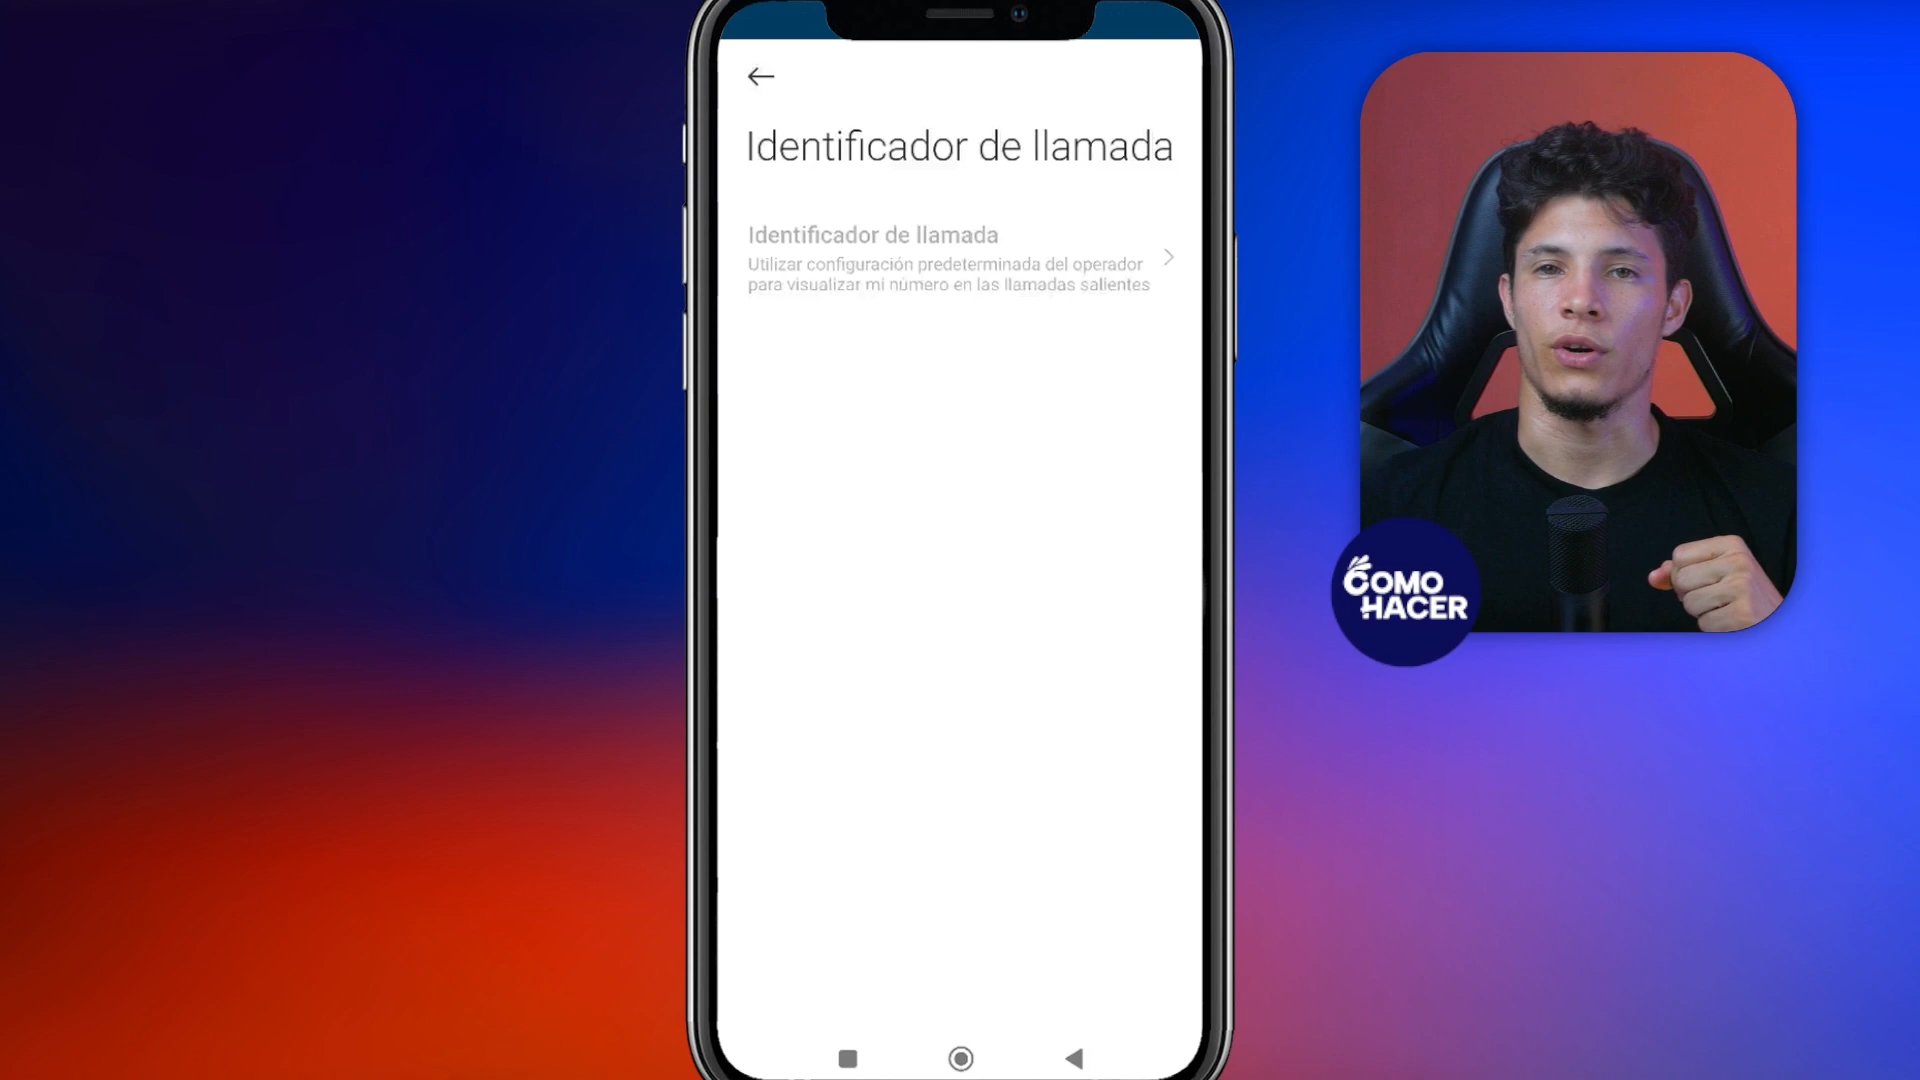 Identificador de llamada
Identificador de llamada
Utilizar configuración predeterminada del operador
para visualizar mi número en las llamadas salientes
COMO
HACER